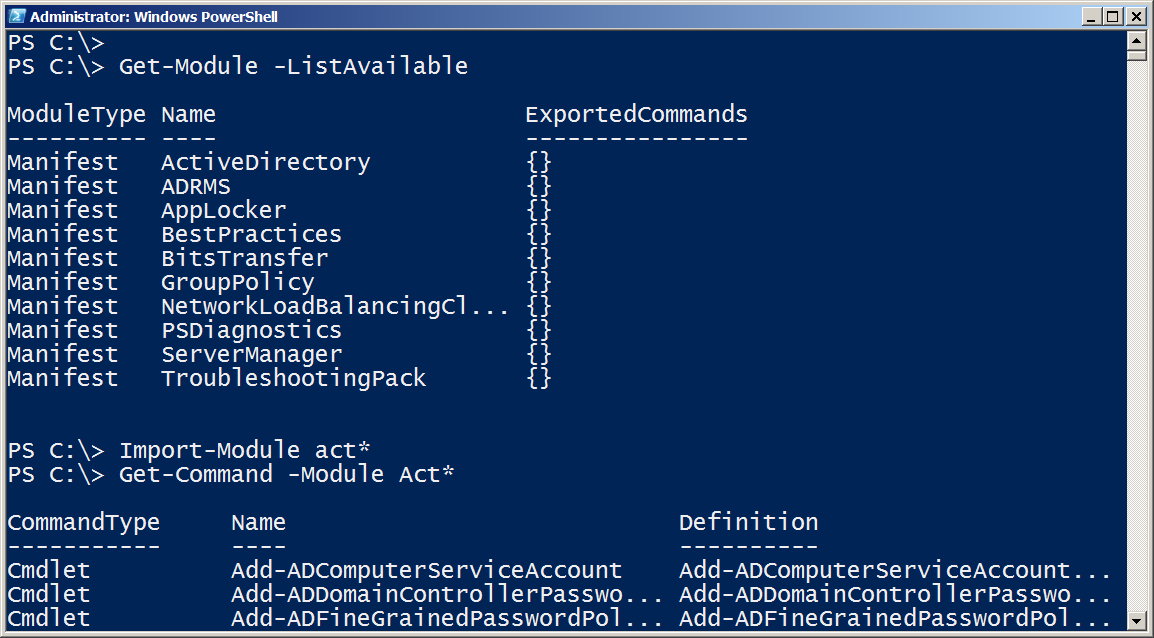 Administrator: Windows PowerShell
PS C:\>
PS C:\> Get-Module -ListAvailable
ModuleType Name ExportedCommands
---------- ---- ----------------
Manifest ActiveDirectory {}
Manifest ADRMS {}
Manifest AppLocker {}
Manifest BestPractices {}
Manifest BitsTransfer {}
Manifest GroupPolicy {}
Manifest NetworkLoadBalancingCl... {}
Manifest PSDiagnostics {}
Manifest ServerManager {}
Manifest TroubleshootingPack {}
PS C:\> Import-Module act*
PS C:\> Get-Command -Module Act*
CommandType Name Definition
----------- ---- ----------
Cmdlet Add-ADComputerServiceAccount Add-ADComputerServiceAccount...
Cmdlet Add-ADDomainControllerPasswo... Add-ADDomainControllerPasswo...
Cmdlet Add-ADFineGrainedPasswordPol... Add-ADFineGrainedPasswordPol...